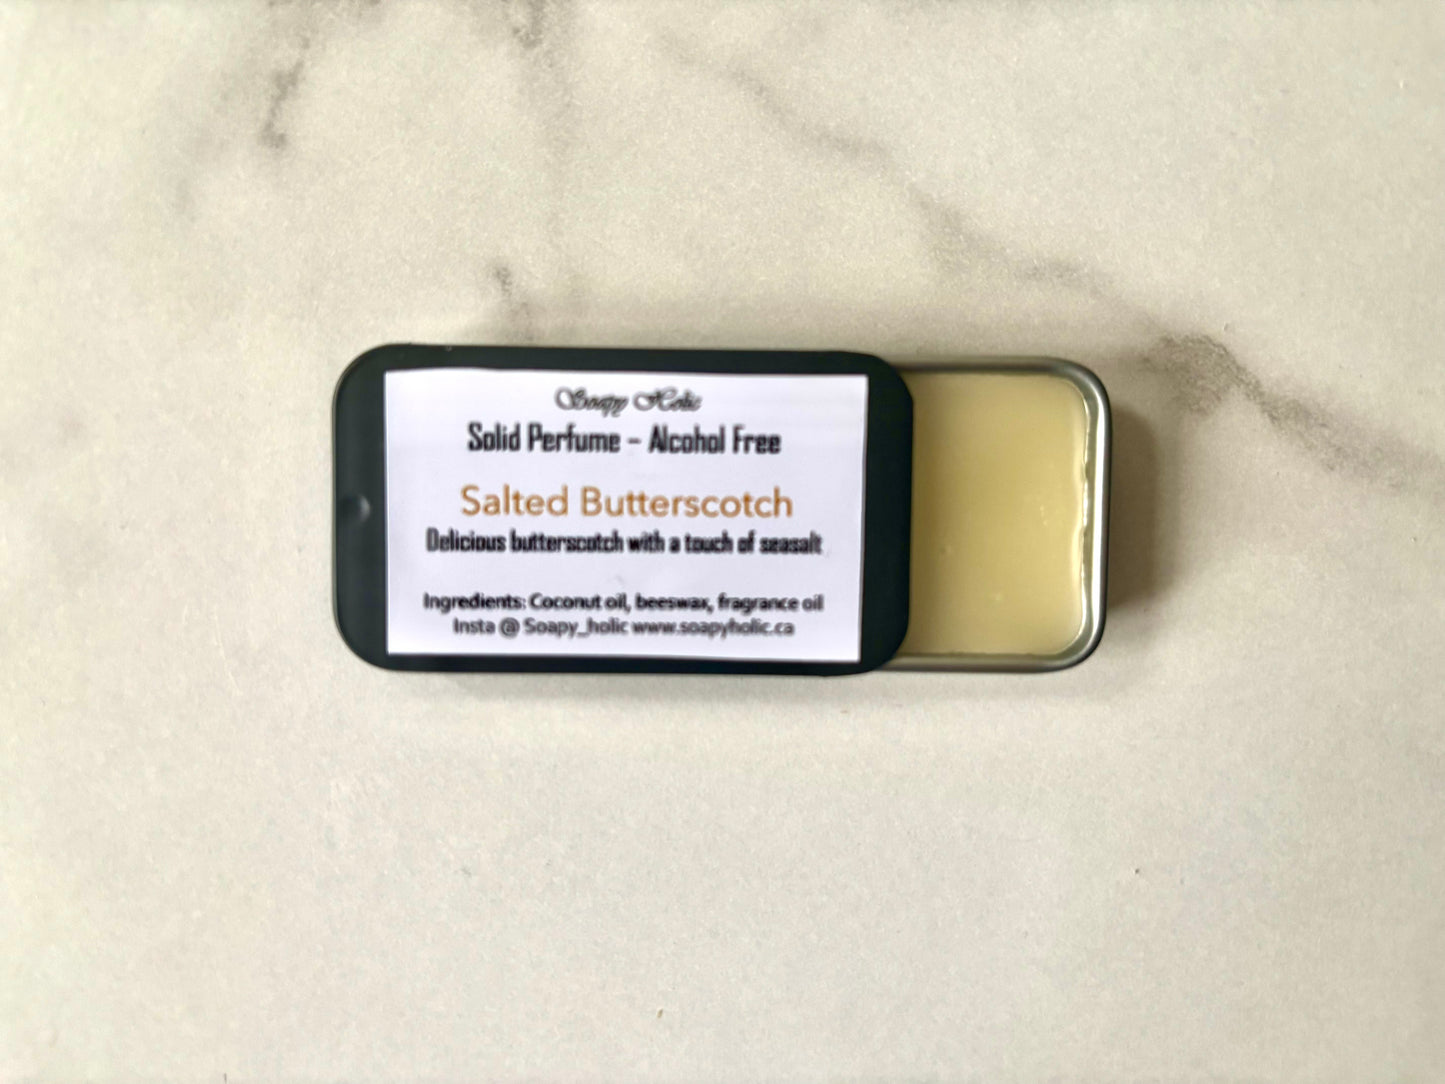 Soapy Holic
Solid Perfume – Alcohol Free
Salted Butterscotch
Delicious butterscotch with a touch of seasalt
Ingredients: Coconut oil, beeswax, fragrance oil
Insta @ Soapy_holic www.soapyholic.ca